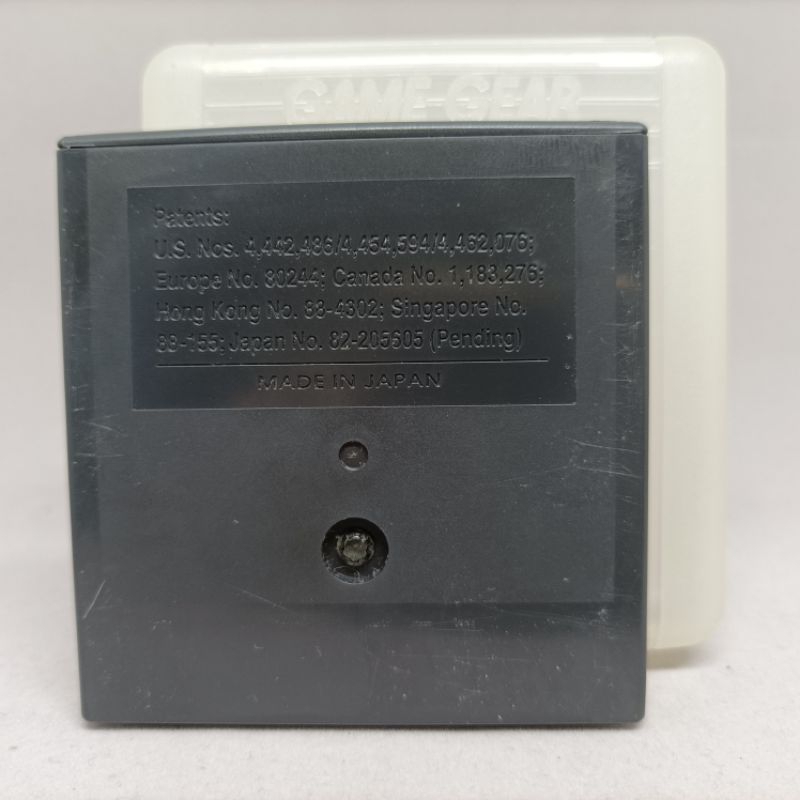 GAME GEAR
Patents:
U.S. Nos. 4,442,486/4,454,594/4,462,076;
Europe No. 80244; Canada No. 1,183,276;
Hong Kong No. 88-4302; Singapore No.
88-155; Japan No. 82-205605 (Pending)
MADE IN JAPAN